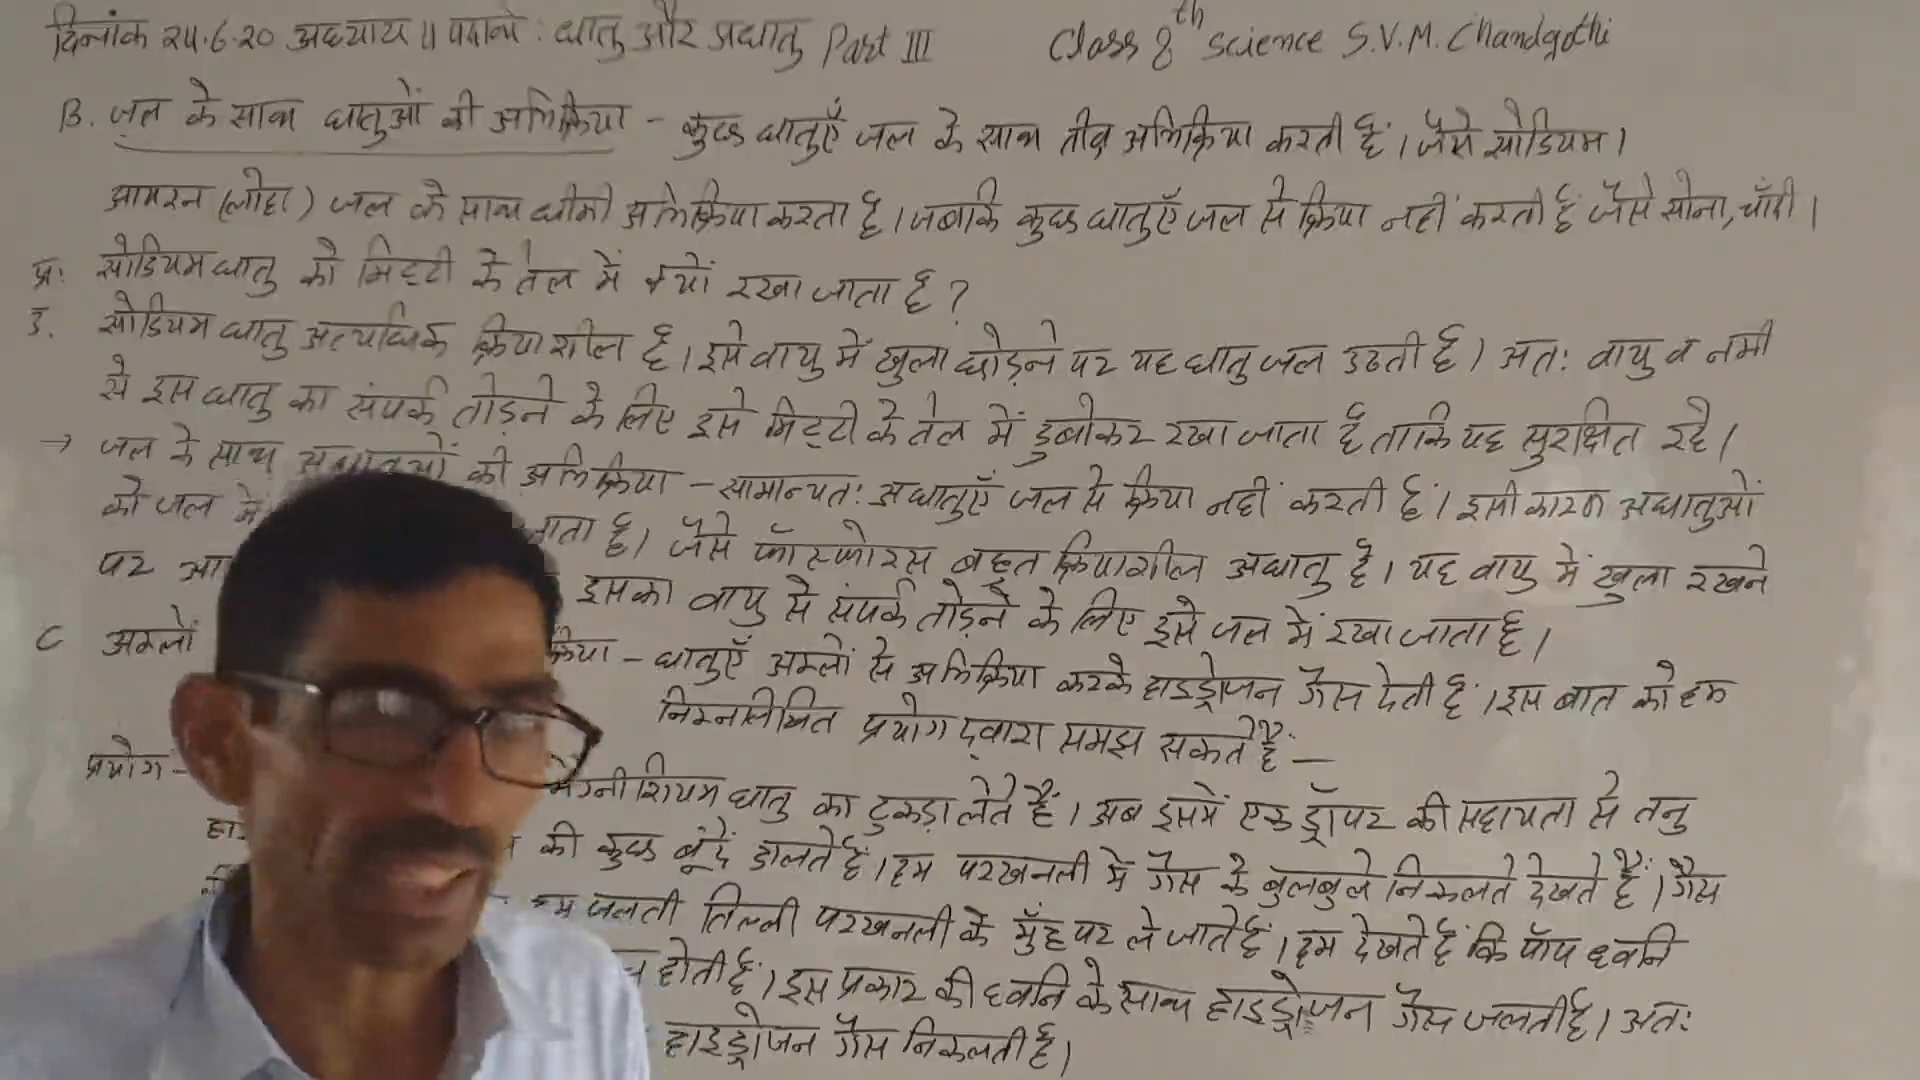 दिनांक २५.6.२० अध्याय ॥ पदार्थ : धातु और अधातु Part III Class 8th Science S.V.M. Chandgothi
B. जल के साथ धातुओं की अभिक्रिया - कुछ धातुएँ जल के साथ तीव्र अभिक्रिया करती हैं । जैसे सोडियम ।
आयरन (लोहा) जल के साथ धीमी अभिक्रिया करता है । जबकि कुछ धातुएँ जल से क्रिया नहीं करती हैं जैसे सोना, चाँदी ।
प्र: सोडियम धातु को मिट्टी के तेल में क्यों रखा जाता है ?
उ. सोडियम धातु अत्यधिक क्रियाशील है । इसे वायु में खुला छोड़ने पर यह धातु जल उठती है । अत: वायु व नमी
से इस धातु का संपर्क तोड़ने के लिए इसे मिट्टी के तेल में डुबोकर रखा जाता है ताकि यह सुरक्षित रहे ।
→ जल के साथ अधातुओं की अभिक्रिया - सामान्यत: अधातुएँ जल से क्रिया नहीं करती हैं । इसी कारण अधातुओं
को जल में जाता है । जैसे फॉस्फोरस बहुत क्रियाशील अधातु है । यह वायु में खुला रखने
पर इसका वायु से संपर्क तोड़ने के लिए इसे जल में रखा जाता है ।
C अम्लों क्रिया - धातुएँ अम्लों से अभिक्रिया करके हाइड्रोजन गैस देती हैं । इस बात को हम
निम्नलिखित प्रयोग द्वारा समझ सकते हैं —
प्रयोग - मैग्नीशियम धातु का टुकड़ा लेते हैं । अब इसमें एक ड्रॉपर की सहायता से तनु
की कुछ बूंदें डालते हैं । हम परखनली में गैस के बुलबुले निकलते देखते हैं । गैस
हम जलती तिल्ली परखनली के मुँह पर ले जाते हैं । हम देखते हैं कि पॉप ध्वनि
होती है । इस प्रकार की ध्वनि के साथ हाइड्रोजन गैस जलती है । अत:
हाइड्रोजन गैस निकलती है ।